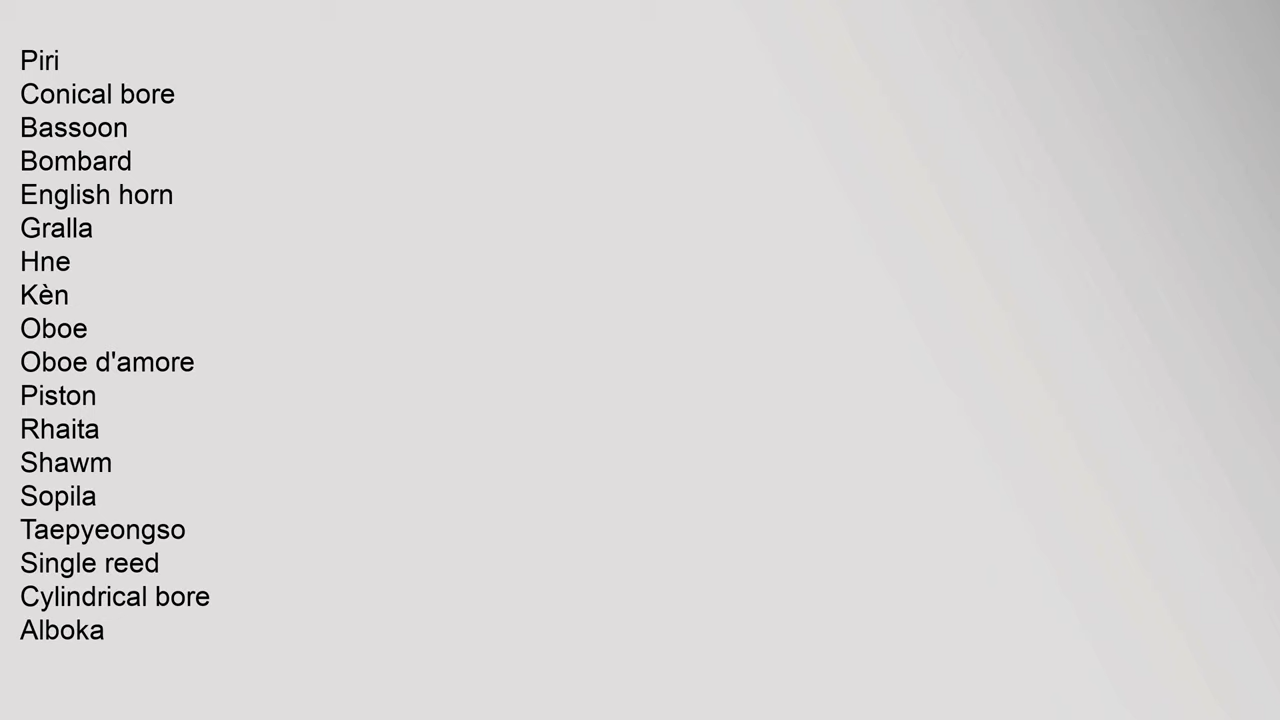 Piri
Conical bore
Bassoon
Bombard
English horn
Gralla
Hne
Kèn
Oboe
Oboe d'amore
Piston
Rhaita
Shawm
Sopila
Taepyeongso
Single reed
Cylindrical bore
Alboka